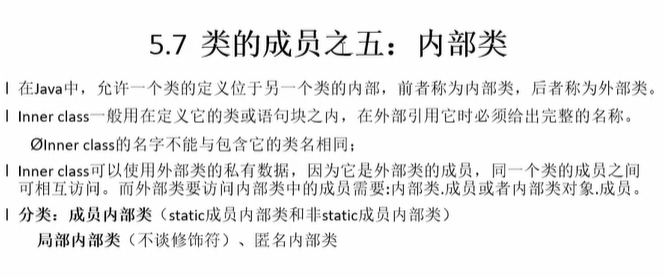 5.7 类的成员之五：内部类
l 在Java中，允许一个类的定义位于另一个类的内部，前者称为内部类，后者称为外部类。
l Inner class一般用在定义它的类或语句块之内，在外部引用它时必须给出完整的名称。
ØInner class的名字不能与包含它的类名相同；
l Inner class可以使用外部类的私有数据，因为它是外部类的成员，同一个类的成员之间
可相互访问。而外部类要访问内部类中的成员需要:内部类.成员或者内部类对象.成员。
l 分类：成员内部类（static成员内部类和非static成员内部类）
局部内部类（不谈修饰符）、匿名内部类